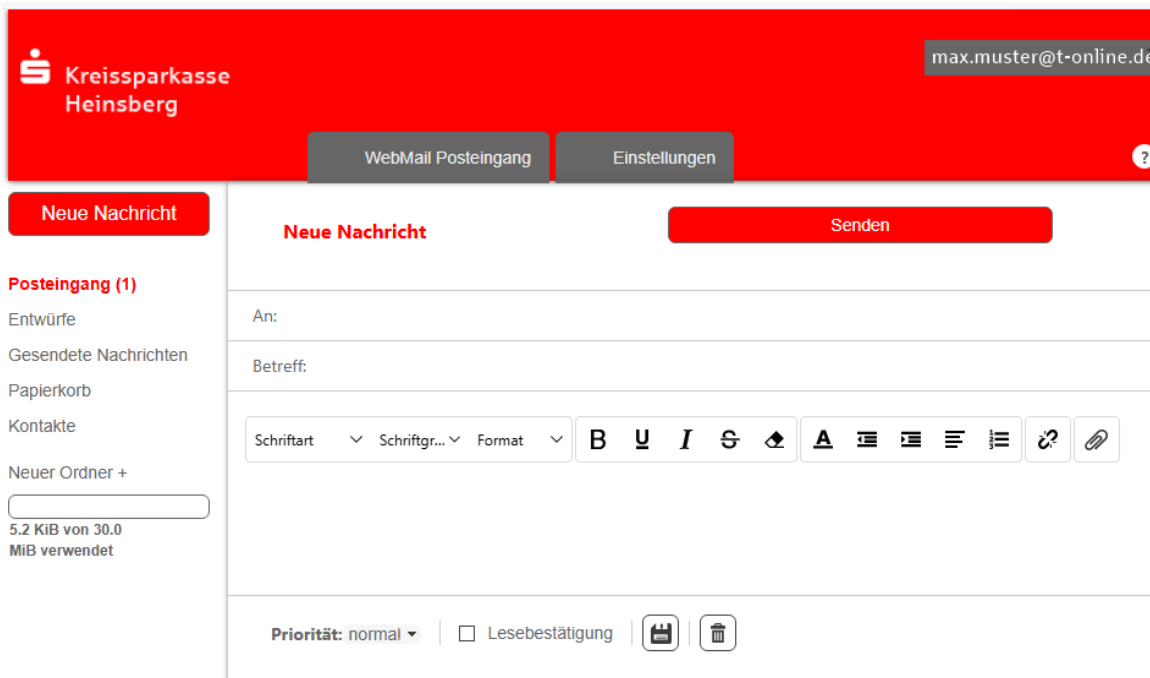 Kreissparkasse
Heinsberg
max.muster@t-online.de
WebMail Posteingang
Einstellungen
?
Neue Nachricht
Posteingang (1)
Entwürfe
Gesendete Nachrichten
Papierkorb
Kontakte
Neuer Ordner +
5.2 KiB von 30.0
MiB verwendet
Neue Nachricht
Senden
An:
Betreff:
Schriftart Schriftgr... Format B U I S A
Priorität: normal Lesebestätigung